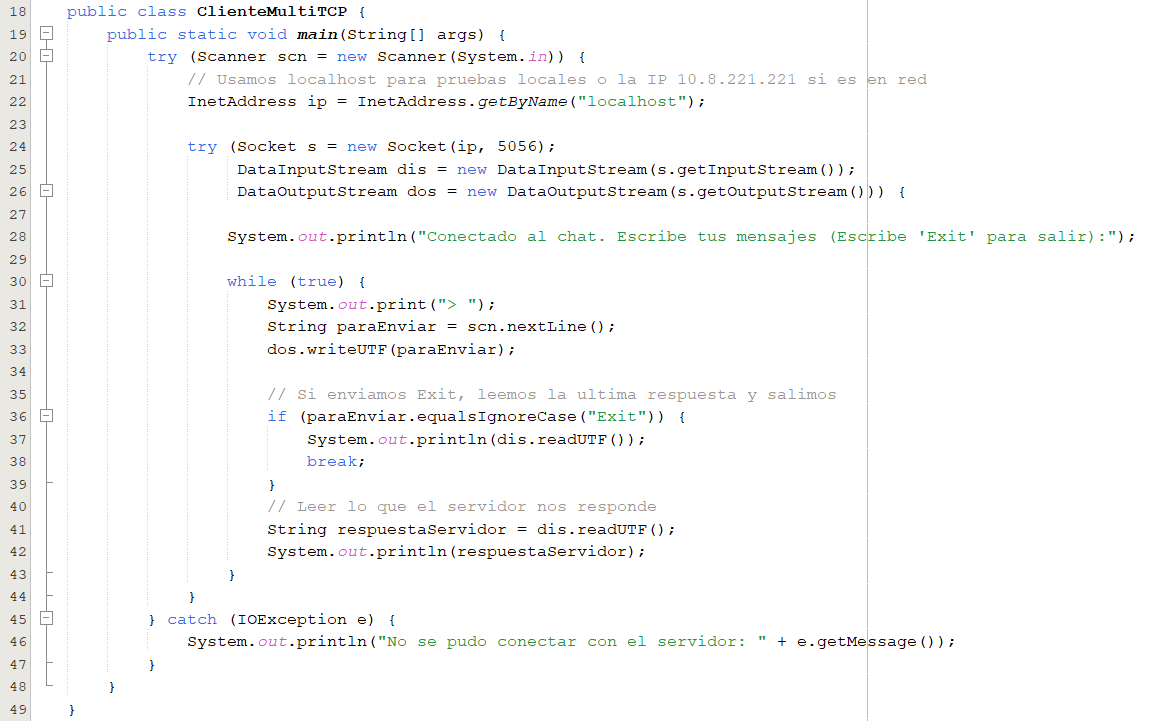 18 public class ClienteMultiTCP {
19     public static void main(String[] args) {
20         try (Scanner scn = new Scanner(System.in)) {
21             // Usamos localhost para pruebas locales o la IP 10.8.221.221 si es en red
22             InetAddress ip = InetAddress.getByName("localhost");
23
24             try (Socket s = new Socket(ip, 5056);
25                  DataInputStream dis = new DataInputStream(s.getInputStream());
26                  DataOutputStream dos = new DataOutputStream(s.getOutputStream())) {
27
28                 System.out.println("Conectado al chat. Escribe tus mensajes (Escribe 'Exit' para salir):");
29
30                 while (true) {
31                     System.out.print("> ");
32                     String paraEnviar = scn.nextLine();
33                     dos.writeUTF(paraEnviar);
34
35                     // Si enviamos Exit, leemos la ultima respuesta y salimos
36                     if (paraEnviar.equalsIgnoreCase("Exit")) {
37                         System.out.println(dis.readUTF());
38                         break;
39                     }
40                     // Leer lo que el servidor nos responde
41                     String respuestaServidor = dis.readUTF();
42                     System.out.println(respuestaServidor);
43                 }
44             }
45         } catch (IOException e) {
46             System.out.println("No se pudo conectar con el servidor: " + e.getMessage());
47         }
48     }
49 }